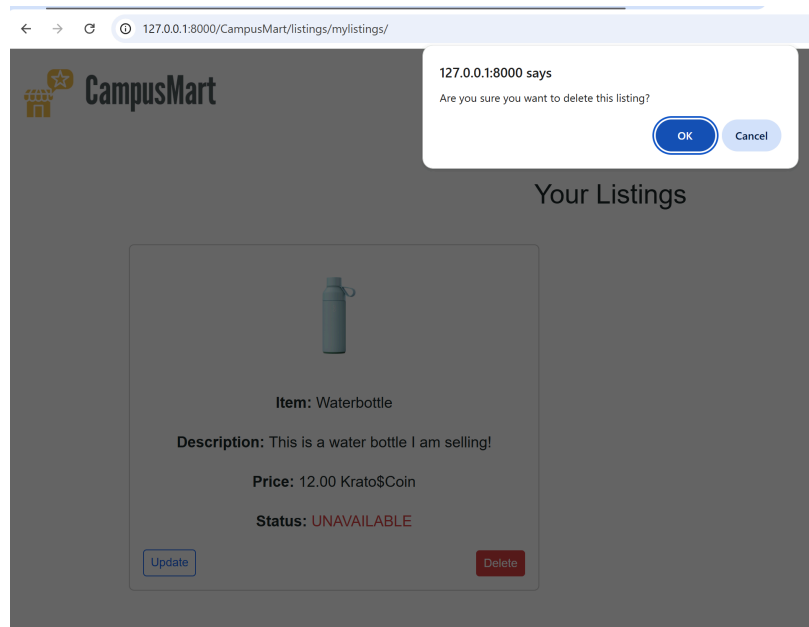 127.0.0.1:8000/CampusMart/listings/mylistings/
127.0.0.1:8000 says
Are you sure you want to delete this listing?
OK Cancel
CampusMart
Your Listings
Item: Waterbottle
Description: This is a water bottle I am selling!
Price: 12.00 Krato$Coin
Status: UNAVAILABLE
Update Delete